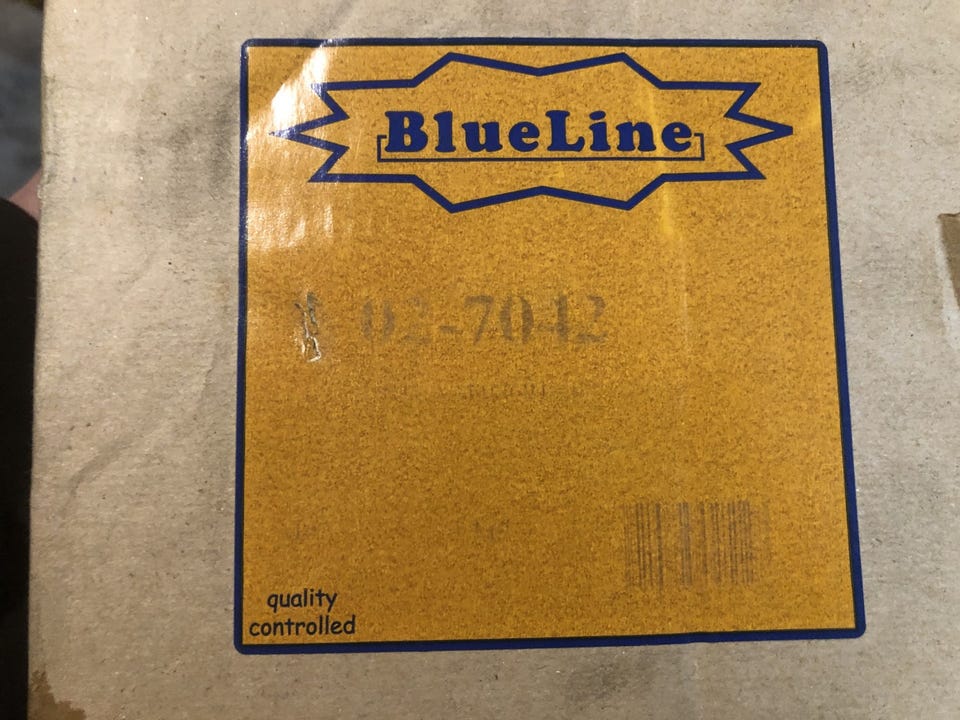 BlueLine
02-7042
quality
controlled